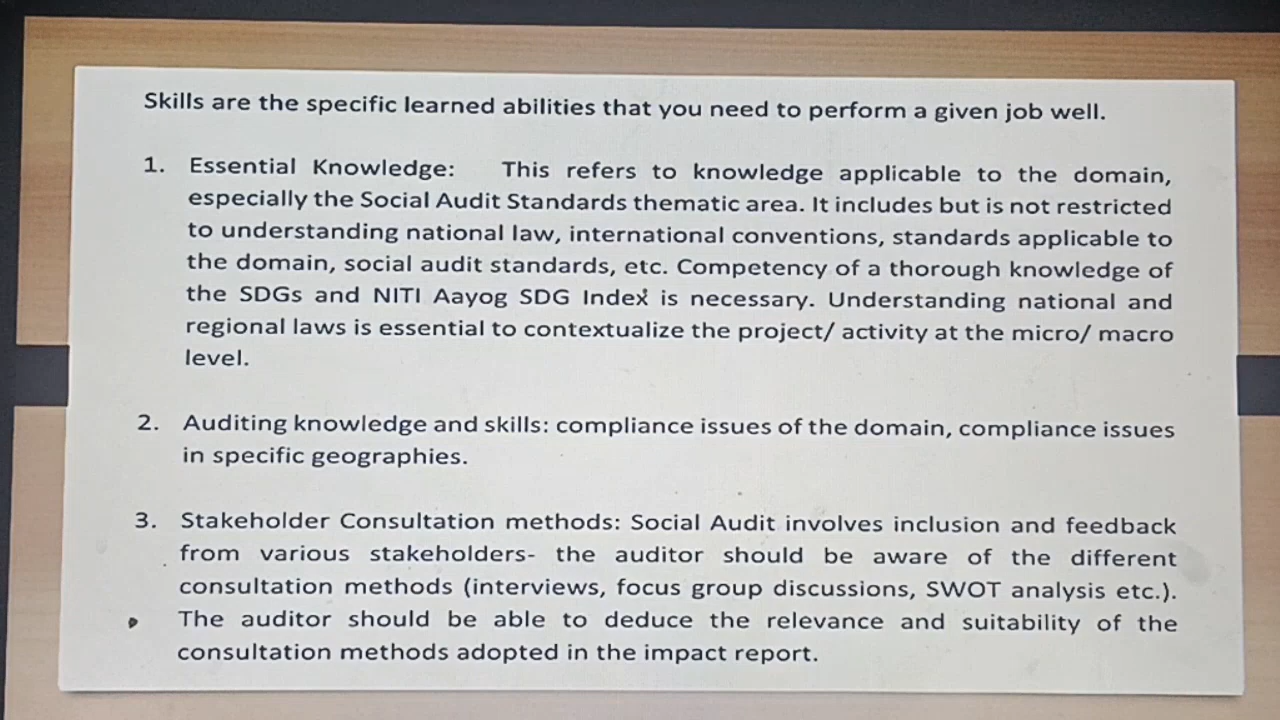 Skills are the specific learned abilities that you need to perform a given job well.
1. Essential Knowledge: This refers to knowledge applicable to the domain,
especially the Social Audit Standards thematic area. It includes but is not restricted
to understanding national law, international conventions, standards applicable to
the domain, social audit standards, etc. Competency of a thorough knowledge of
the SDGs and NITI Aayog SDG Index is necessary. Understanding national and
regional laws is essential to contextualize the project/ activity at the micro/ macro
level.
2. Auditing knowledge and skills: compliance issues of the domain, compliance issues
in specific geographies.
3. Stakeholder Consultation methods: Social Audit involves inclusion and feedback
from various stakeholders- the auditor should be aware of the different
consultation methods (interviews, focus group discussions, SWOT analysis etc.).
The auditor should be able to deduce the relevance and suitability of the
consultation methods adopted in the impact report.